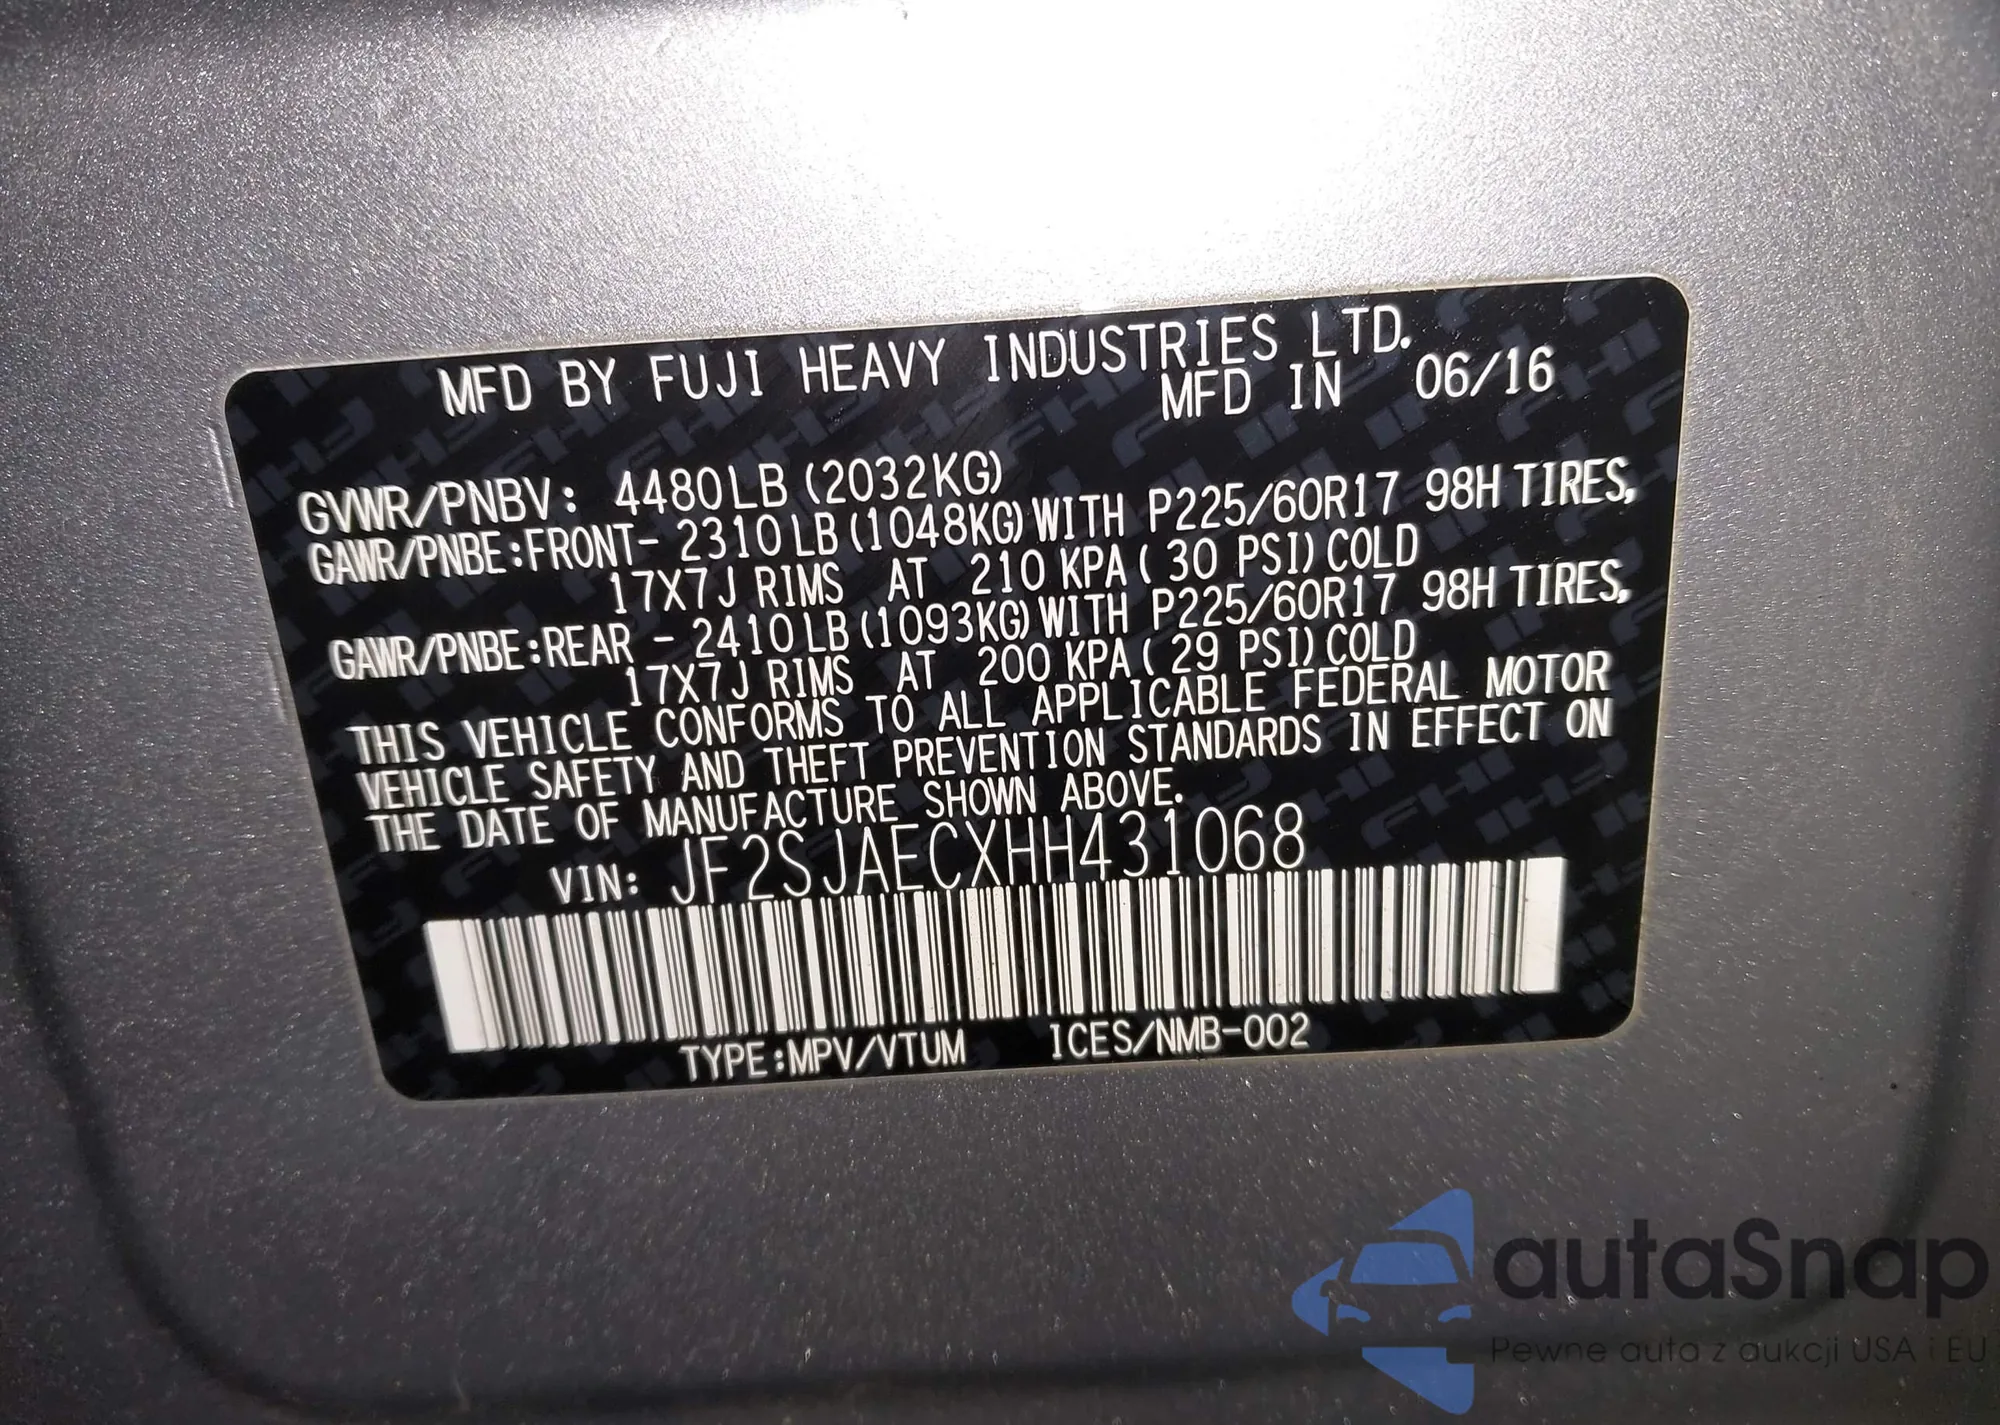 MFD BY FUJI HEAVY INDUSTRIES LTD.
MFD IN 06/16
GVWR/PNBV: 4480LB (2032KG)
GAWR/PNBE:FRONT- 2310LB (1048KG) WITH P225/60R17 98H TIRES,
17X7J RIMS AT 210 KPA ( 30 PSI) COLD
GAWR/PNBE:REAR - 2410LB (1093KG) WITH P225/60R17 98H TIRES,
17X7J RIMS AT 200 KPA ( 29 PSI) COLD
THIS VEHICLE CONFORMS TO ALL APPLICABLE FEDERAL MOTOR
VEHICLE SAFETY AND THEFT PREVENTION STANDARDS IN EFFECT ON
THE DATE OF MANUFACTURE SHOWN ABOVE.
VIN: JF2SJAECXHH431068
TYPE:MPV/VTUM ICES/NMB-002
autaSnap
Pewne auta z aukcji USA i EU